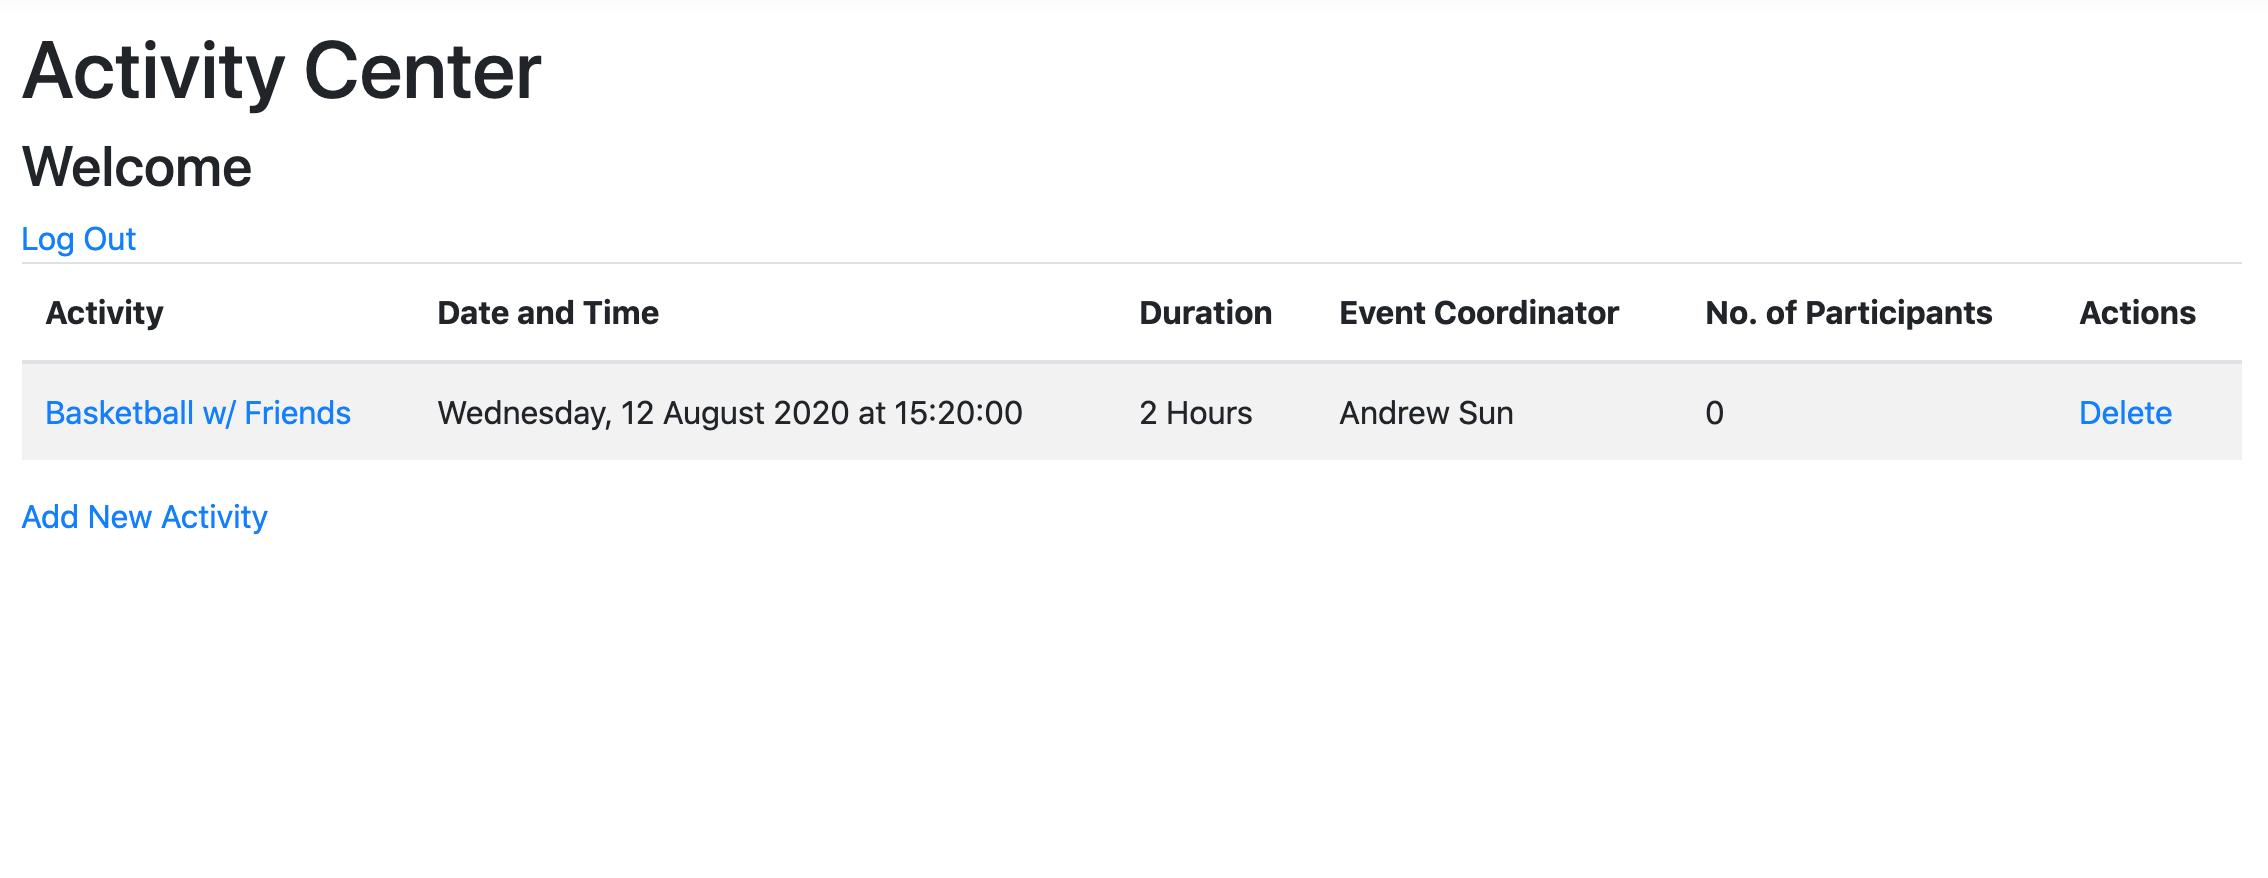 Activity Center
Welcome
Log Out
Activity Date and Time Duration Event Coordinator No. of Participants Actions
Basketball w/ Friends Wednesday, 12 August 2020 at 15:20:00 2 Hours Andrew Sun 0 Delete
Add New Activity